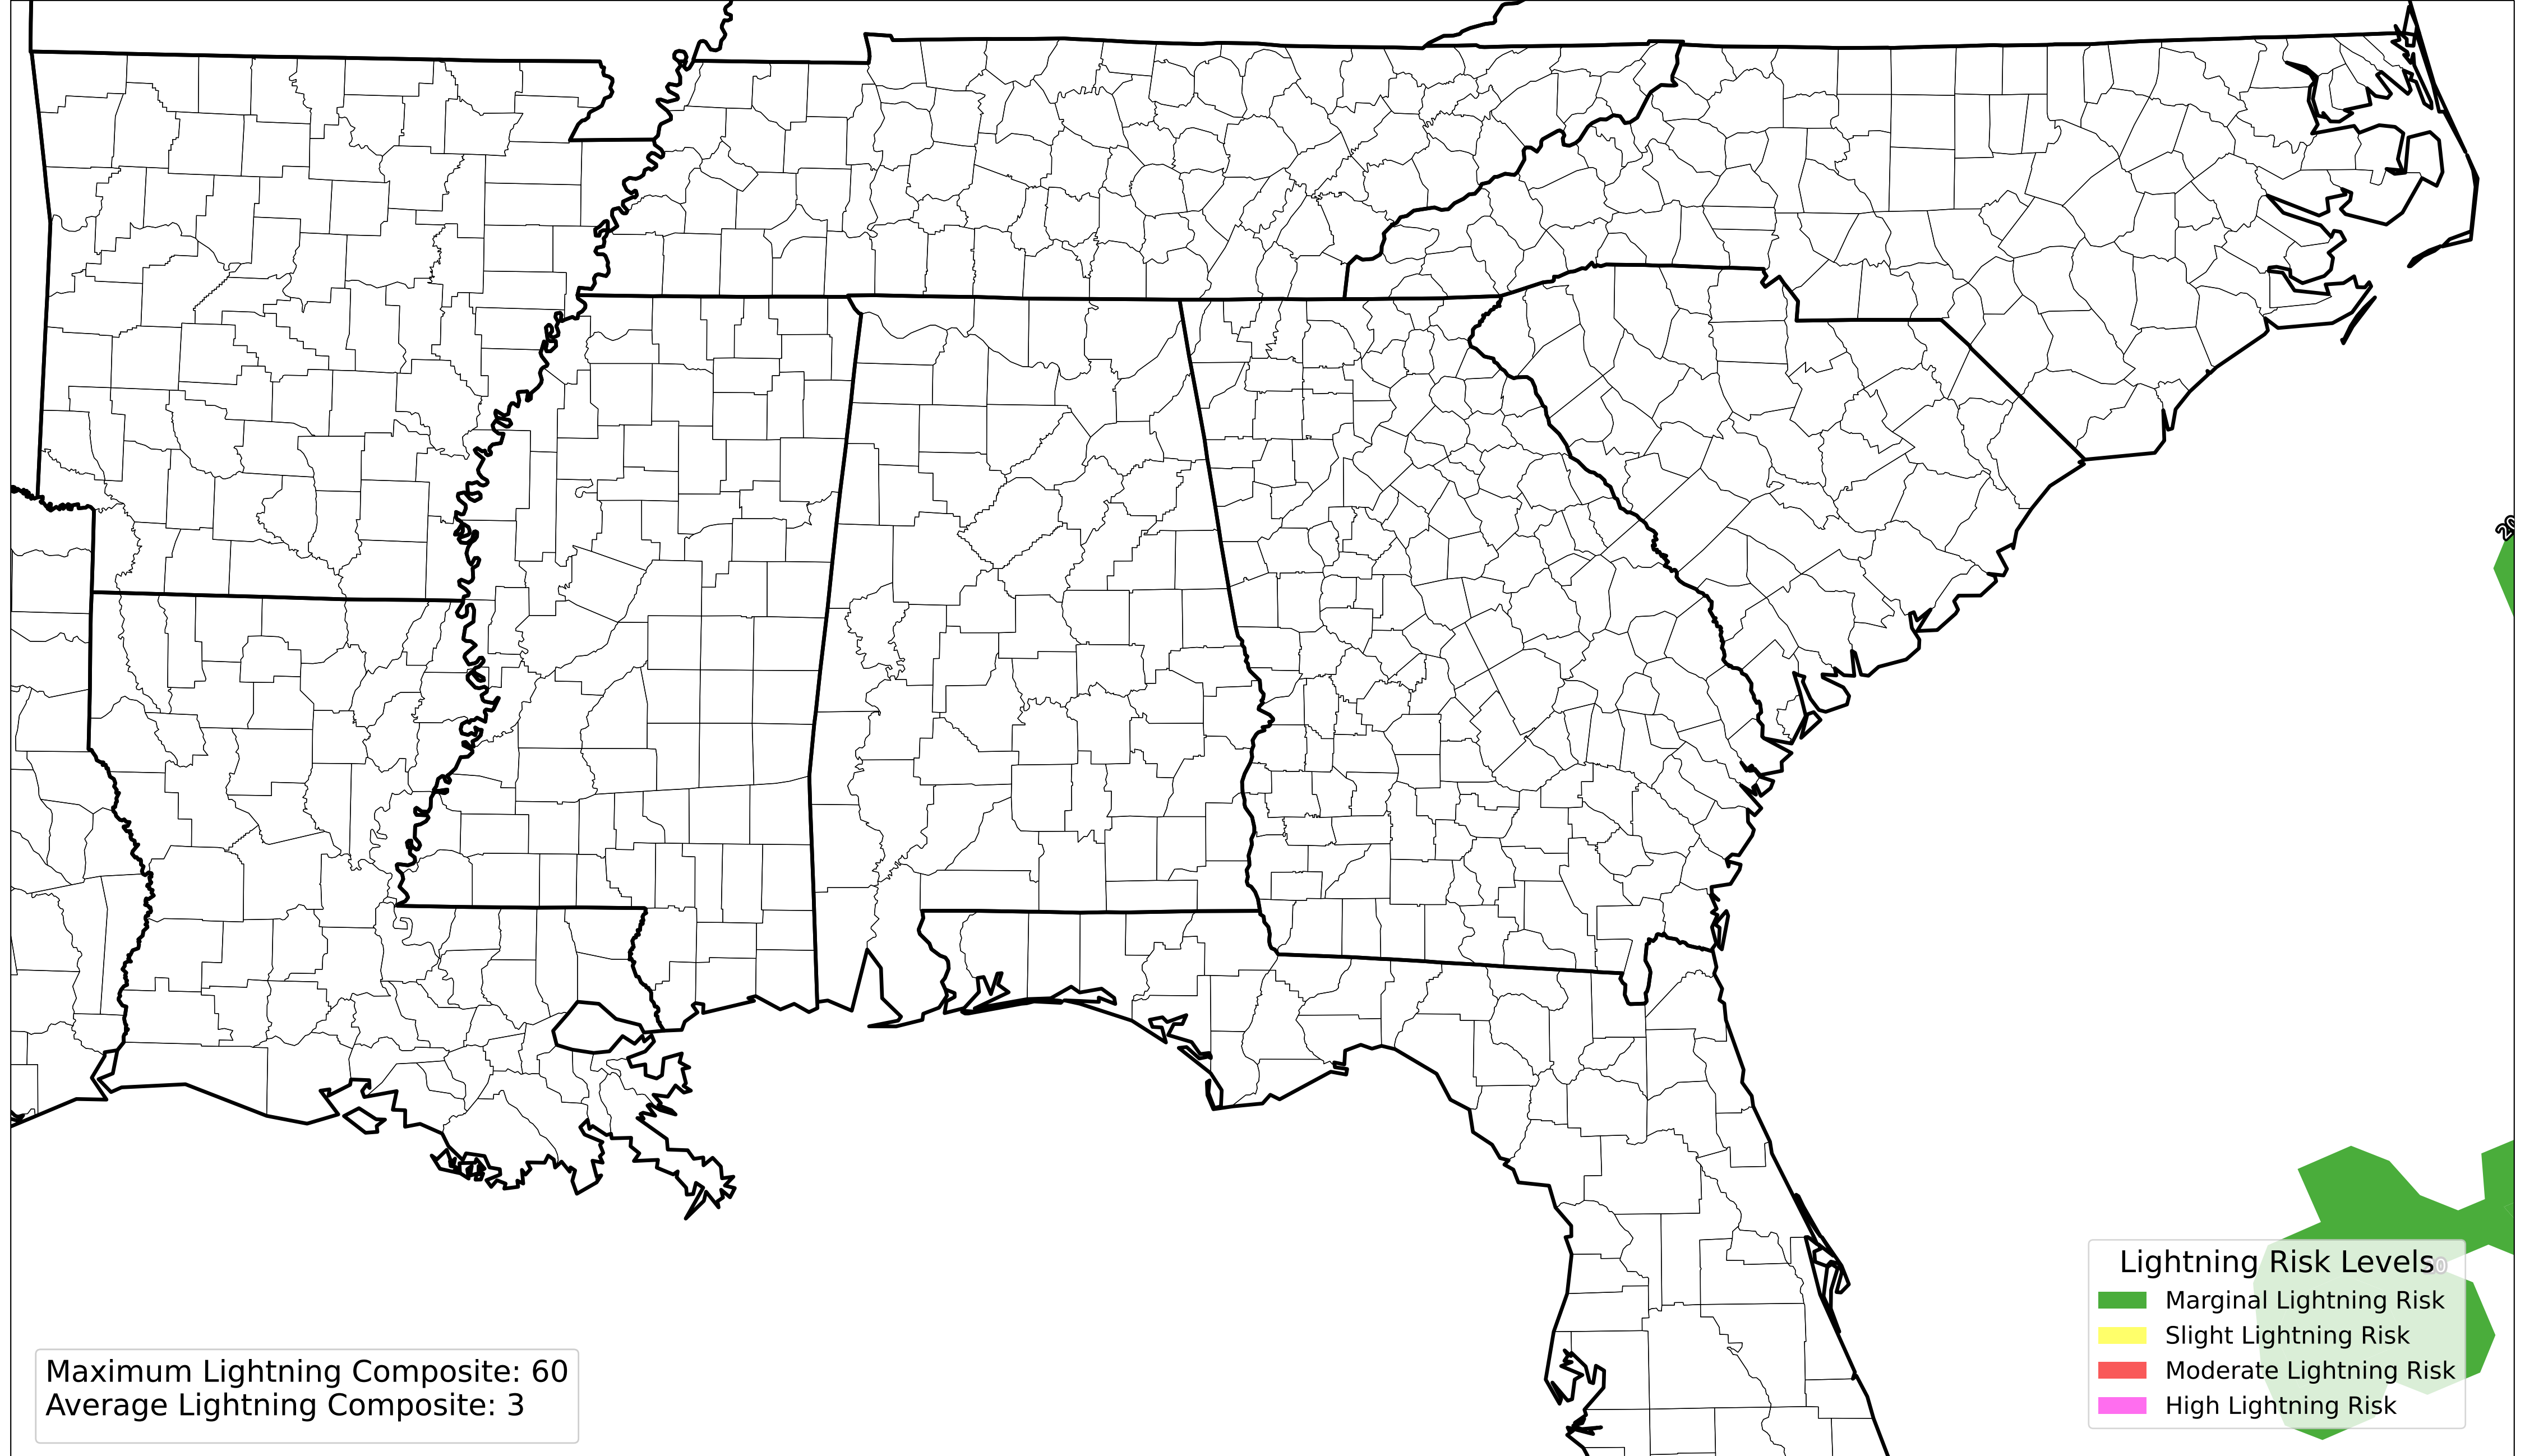 20
Lightning Risk Levels
Marginal Lightning Risk
Slight Lightning Risk
Moderate Lightning Risk
High Lightning Risk
Maximum Lightning Composite: 60
Average Lightning Composite: 3